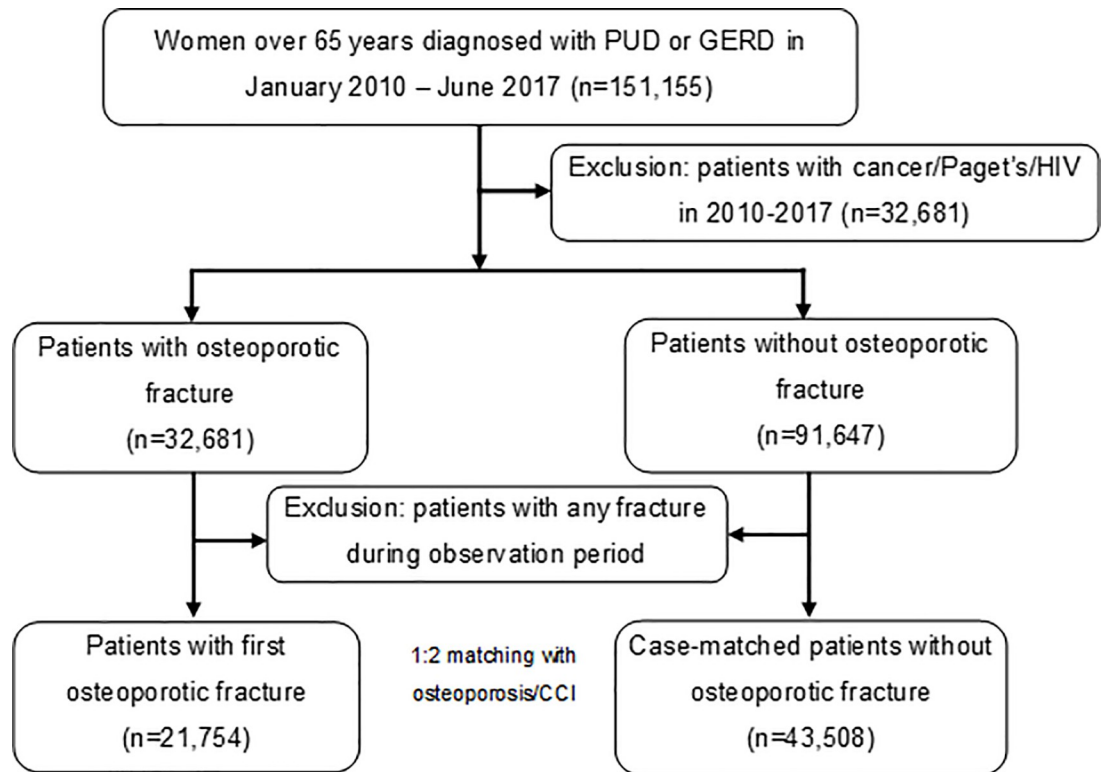 Women over 65 years diagnosed with PUD or GERD in
January 2010 – June 2017 (n=151,155)
Exclusion: patients with cancer/Paget's/HIV
in 2010-2017 (n=32,681)
Patients with osteoporotic
fracture
(n=32,681)
Patients without osteoporotic
fracture
(n=91,647)
Exclusion: patients with any fracture
during observation period
Patients with first
osteoporotic fracture
(n=21,754)
1:2 matching with
osteoporosis/CCI
Case-matched patients without
osteoporotic fracture
(n=43,508)